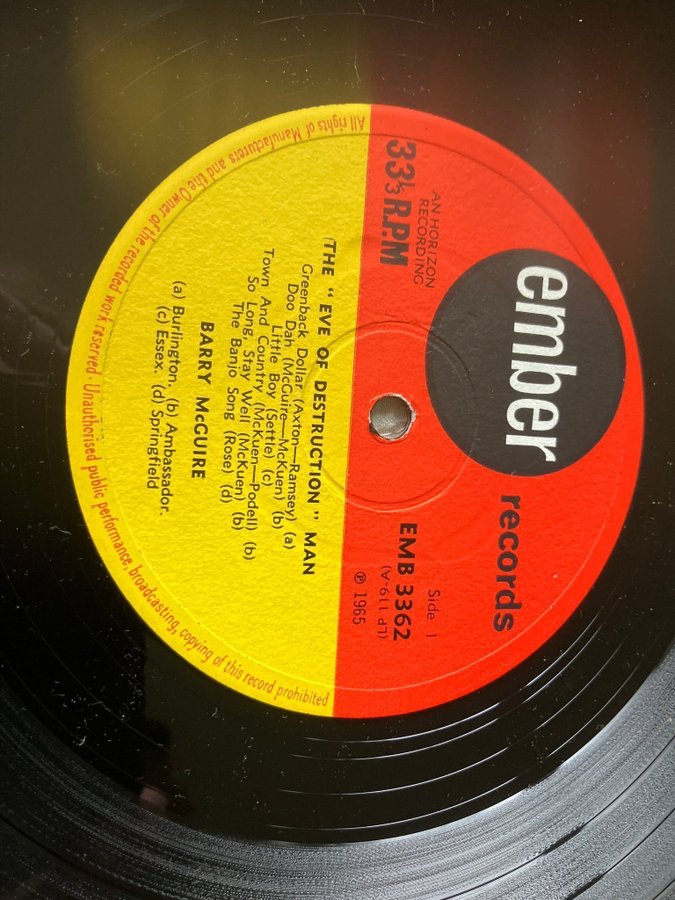 ember
records
AN HORIZON
RECORDING
33⅓ R.P.M
Side 1
EMB 3362
(LP 119-A)
℗ 1965
(THE "EVE OF DESTRUCTION" MAN
Greenback Dollar (Axton—Ramsey) (a)
Doo Dah (McGuire—McKuen) (b)
Little Boy (Settle) (c)
Town And Country (McKuen—Podell) (b)
So Long, Stay Well (McKuen) (b)
The Banjo Song (Rose) (d)
BARRY McGUIRE
(a) Burlington. (b) Ambassador.
(c) Essex. (d) Springfield
All rights of Manufacturers and the Owner of the recorded work reserved · Unauthorised public performance, broadcasting, copying of this record prohibited